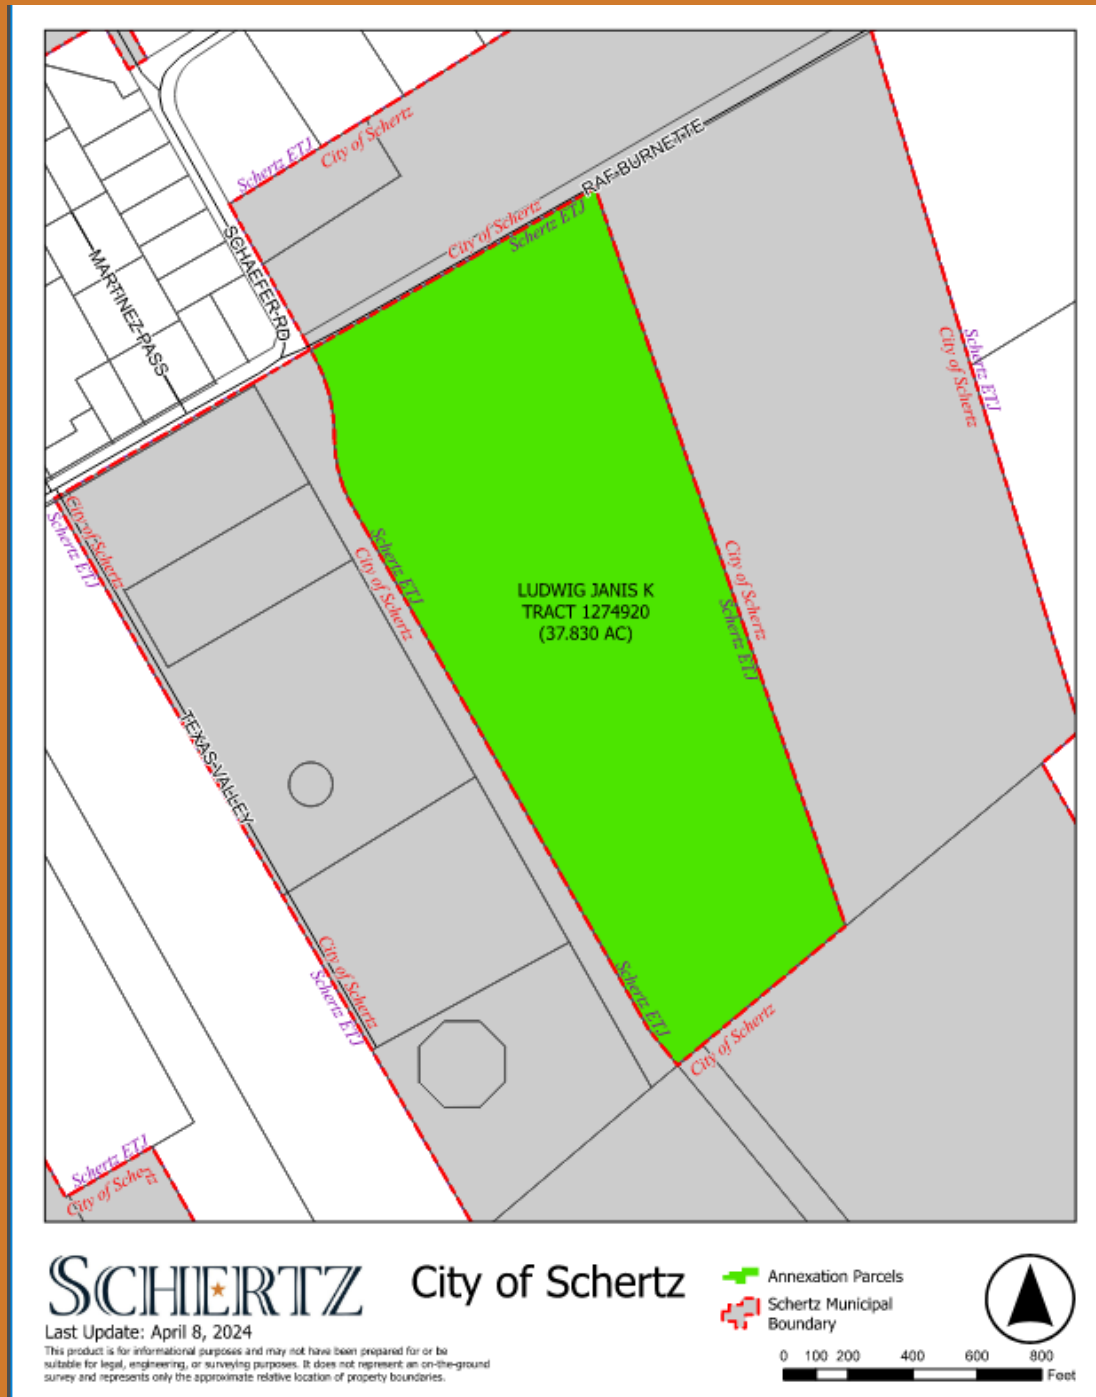 Schertz ETJ
City of Schertz
RAF-BURNETTE
City of Schertz
Schertz ETJ
SCHAEFER-RD
MARTINEZ-PASS
Schertz ETJ
City of Schertz
City of Schertz
Schertz ETJ
Schertz ETJ
City of Schertz
City of Schertz
Schertz ETJ
LUDWIG JANIS K
TRACT 1274920
(37.830 AC)
TEXAS-VALLEY
City of Schertz
Schertz ETJ
Schertz ETJ
City of Schertz
Schertz ETJ
City of Schertz
SCHERTZ
City of Schertz
Annexation Parcels
Schertz Municipal
Boundary
Last Update: April 8, 2024
This product is for informational purposes and may not have been prepared for or be
suitable for legal, engineering, or surveying purposes. It does not represent an on-the-ground
survey and represents only the approximate relative location of property boundaries.
0 100 200 400 600 800
Feet